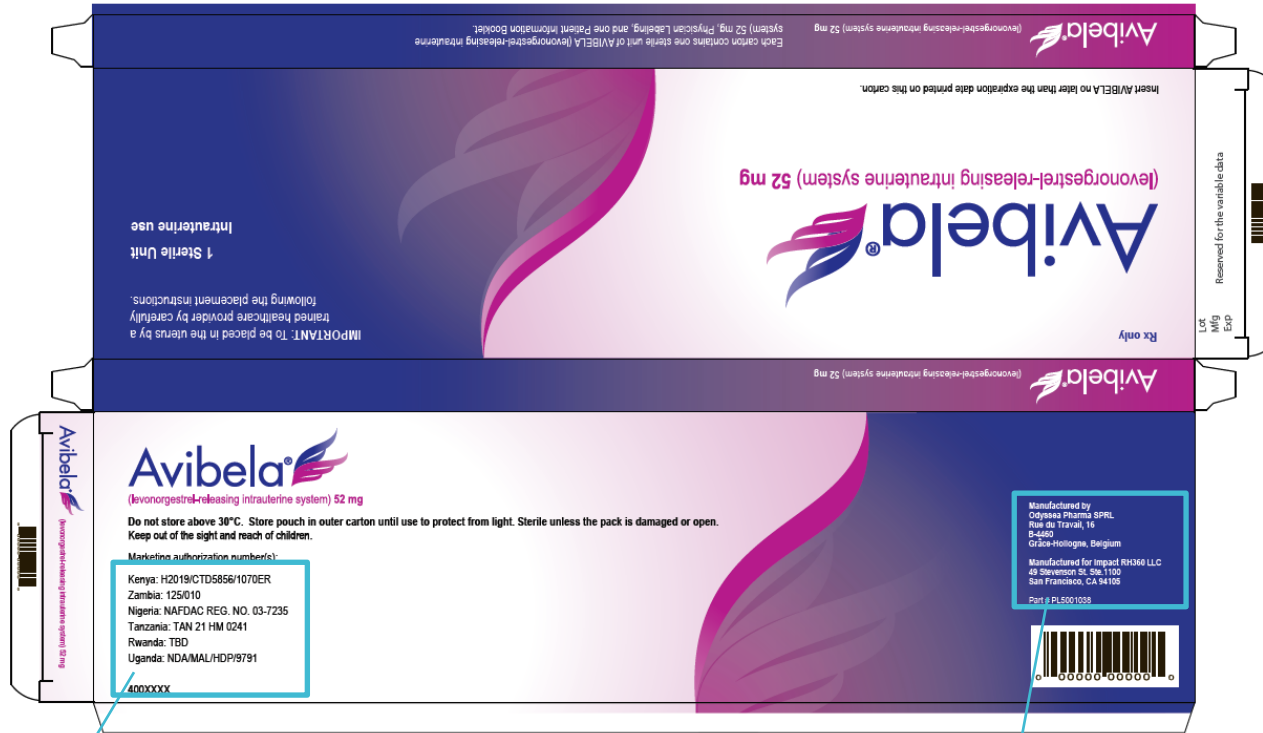 Each carton contains one sterile unit of AVIBELA (levonorgestrel-releasing intrauterine
system) 52 mg, Physician Labeling, and one Patient Information Booklet.
Avibela®
(levonorgestrel-releasing intrauterine system) 52 mg
Rx only
Avibela®
(levonorgestrel-releasing intrauterine system) 52 mg
Insert AVIBELA no later than the expiration date printed on this carton.
IMPORTANT: To be placed in the uterus by a
trained healthcare provider by carefully
following the placement instructions.
1 Sterile Unit
Intrauterine use
Lot
Mfg
Exp
Reserved for the variable data
Avibela®
(levonorgestrel-releasing intrauterine system) 52 mg
Avibela®
(levonorgestrel-releasing intrauterine system) 52 mg
Avibela®
(levonorgestrel-releasing intrauterine system) 52 mg
Do not store above 30°C. Store pouch in outer carton until use to protect from light. Sterile unless the pack is damaged or open.
Keep out of the sight and reach of children.
Marketing authorization number(s):
Kenya: H2019/CTD5856/1070ER
Zambia: 125/010
Nigeria: NAFDAC REG. NO. 03-7235
Tanzania: TAN 21 HM 0241
Rwanda: TBD
Uganda: NDA/MAL/HDP/9791
400XXXX
Manufactured by
Odyssea Pharma SPRL
Rue du Travail, 16
B-4460
Grâce-Hollogne, Belgium
Manufactured for Impact RH360 LLC
49 Stevenson St. Ste.1100
San Francisco, CA 94105
Part # PL5001038
0 00000 00000 0